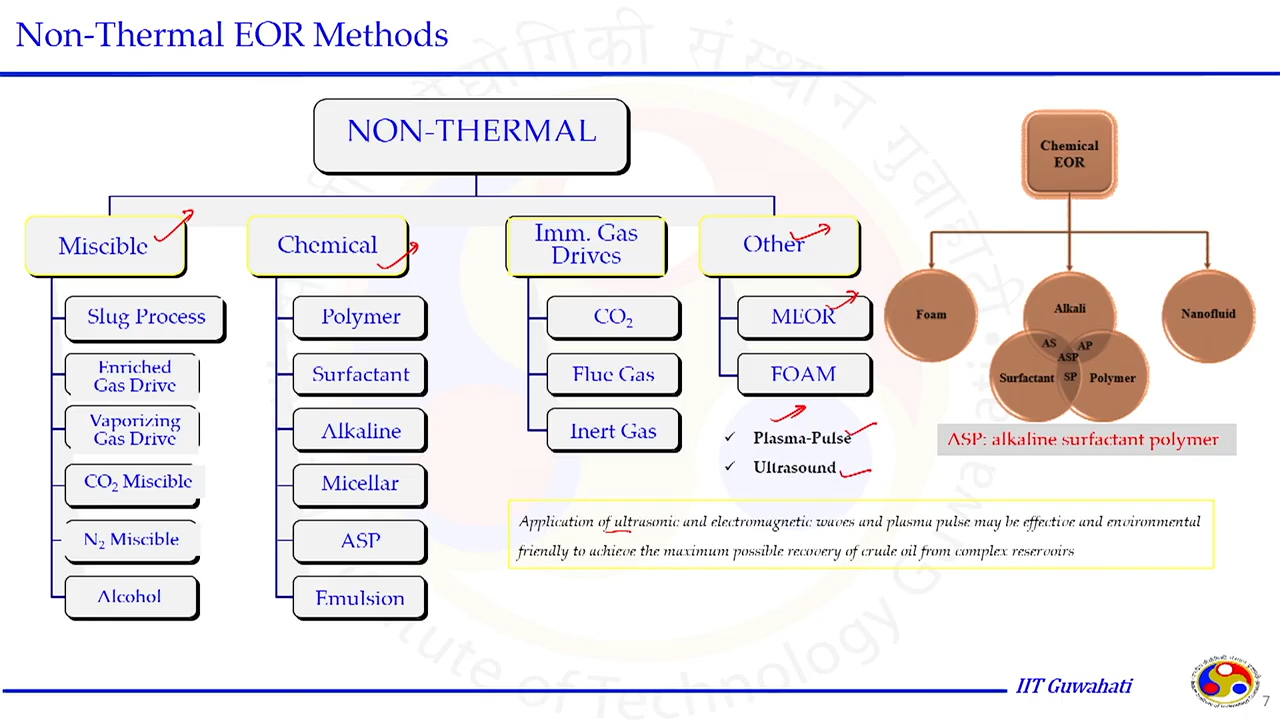 Non-Thermal EOR Methods
NON-THERMAL
Miscible
Slug Process
Enriched
Gas Drive
Vaporizing
Gas Drive
CO₂ Miscible
N₂ Miscible
Alcohol
Chemical
Polymer
Surfactant
Alkaline
Micellar
ASP
Emulsion
Imm. Gas
Drives
CO₂
Flue Gas
Inert Gas
Other
MEOR
FOAM
✓ Plasma-Pulse
✓ Ultrasound
Chemical
EOR
Foam
Alkali
Nanofluid
AS
AP
ASP
Surfactant
SP
Polymer
ASP: alkaline surfactant polymer
Application of ultrasonic and electromagnetic waves and plasma pulse may be effective and environmental
friendly to achieve the maximum possible recovery of crude oil from complex reservoirs
IIT Guwahati
7